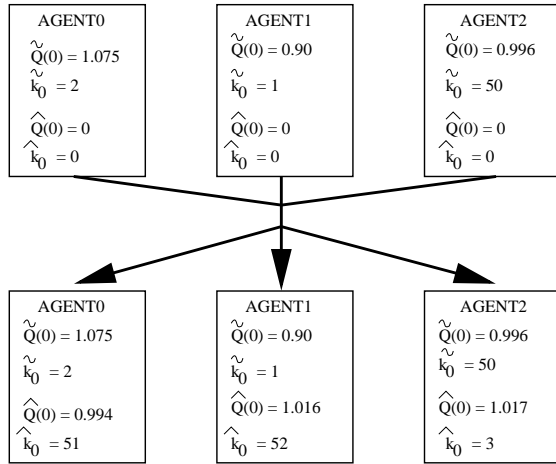 AGENT0
Q̃(0) = 1.075
k̃₀ = 2
Q̂(0) = 0
k̂₀ = 0
AGENT1
Q̃(0) = 0.90
k̃₀ = 1
Q̂(0) = 0
k̂₀ = 0
AGENT2
Q̃(0) = 0.996
k̃₀ = 50
Q̂(0) = 0
k̂₀ = 0
AGENT0
Q̃(0) = 1.075
k̃₀ = 2
Q̂(0) = 0.994
k̂₀ = 51
AGENT1
Q̃(0) = 0.90
k̃₀ = 1
Q̂(0) = 1.016
k̂₀ = 52
AGENT2
Q̃(0) = 0.996
k̃₀ = 50
Q̂(0) = 1.017
k̂₀ = 3